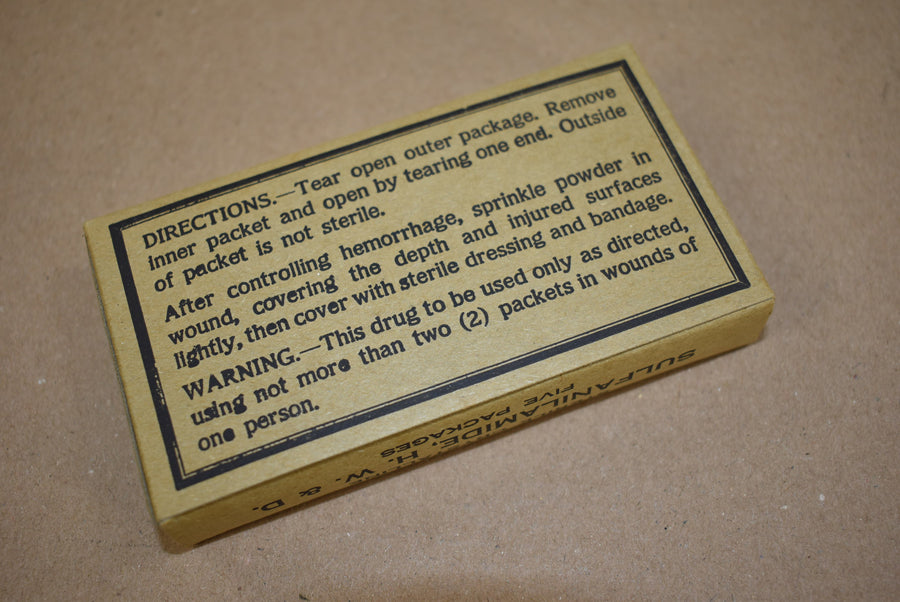 DIRECTIONS.—Tear open outer package. Remove
inner packet and open by tearing one end. Outside
of packet is not sterile.
After controlling hemorrhage, sprinkle powder in
wound, covering the depth and injured surfaces
lightly, then cover with sterile dressing and bandage.
WARNING.—This drug to be used only as directed,
using not more than two (2) packets in wounds of
one person.
SULFANILAMIDE, H. W. & D.
FIVE PACKAGES